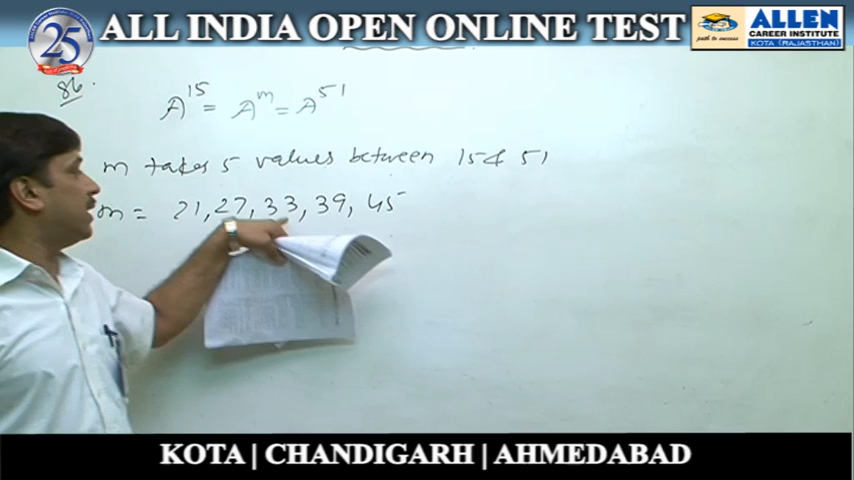 ALL INDIA OPEN ONLINE TEST
25
path to success
ALLEN
CAREER INSTITUTE
KOTA (RAJASTHAN)
86.
A^15 = A^m = A^51
m takes 5 values between 15 & 51
m = 21, 27, 33, 39, 45
KOTA | CHANDIGARH | AHMEDABAD